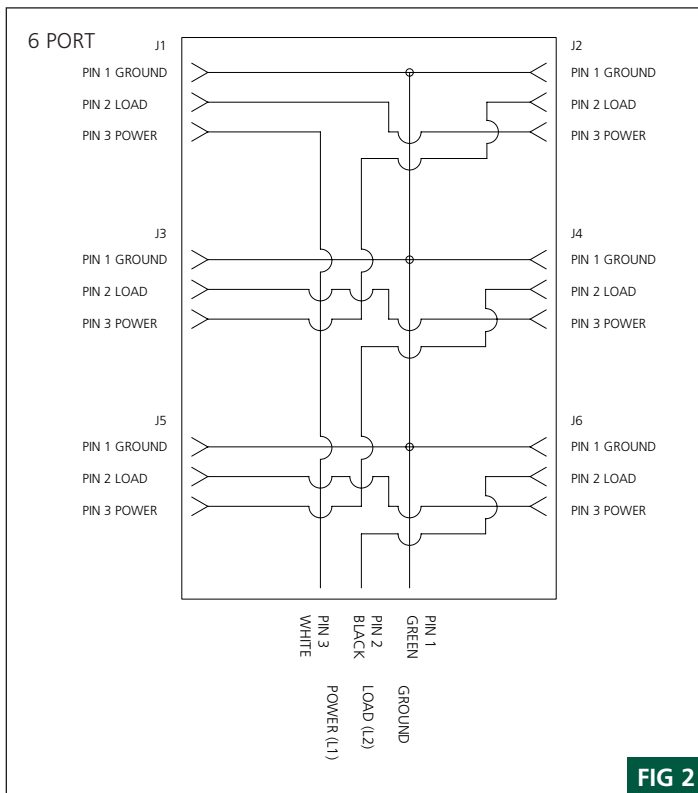 6 PORT
J1
J2
PIN 1 GROUND
PIN 1 GROUND
PIN 2 LOAD
PIN 2 LOAD
PIN 3 POWER
PIN 3 POWER
J3
J4
PIN 1 GROUND
PIN 1 GROUND
PIN 2 LOAD
PIN 2 LOAD
PIN 3 POWER
PIN 3 POWER
J5
J6
PIN 1 GROUND
PIN 1 GROUND
PIN 2 LOAD
PIN 2 LOAD
PIN 3 POWER
PIN 3 POWER
PIN 3
WHITE
PIN 2
BLACK
PIN 1
GREEN
POWER (L1)
LOAD (L2)
GROUND
FIG 2